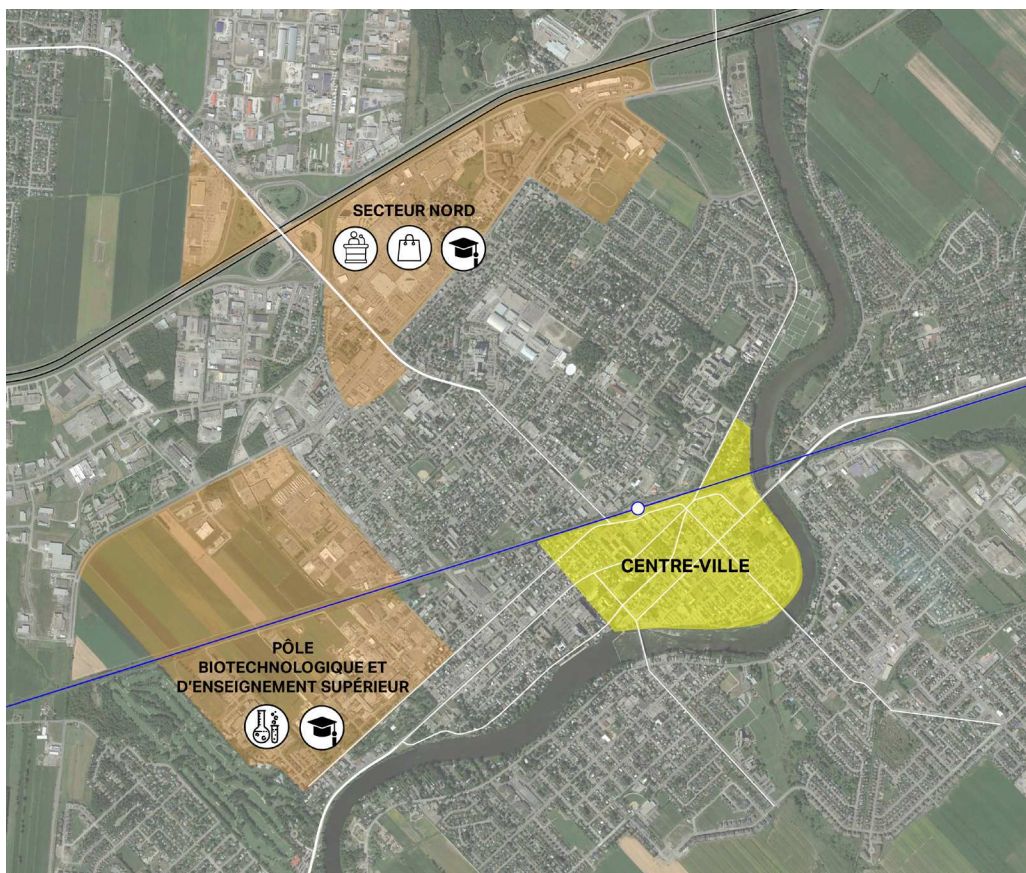 SECTEUR NORD
CENTRE-VILLE
PÔLE
BIOTECHNOLOGIQUE ET
D'ENSEIGNEMENT SUPÉRIEUR